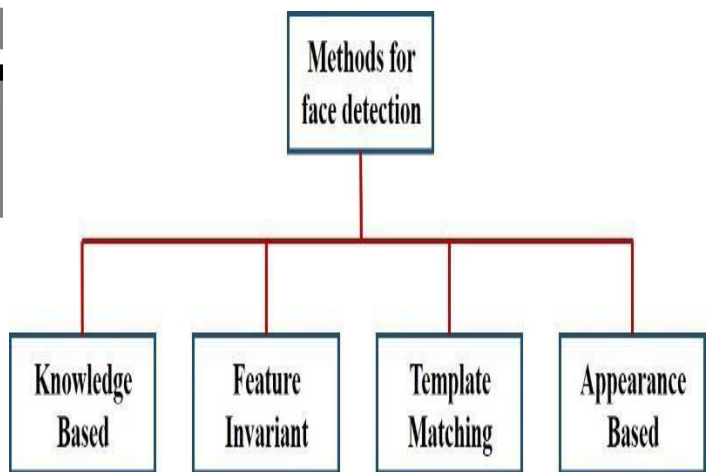 Methods for
face detection
Knowledge
Based
Feature
Invariant
Template
Matching
Appearance
Based